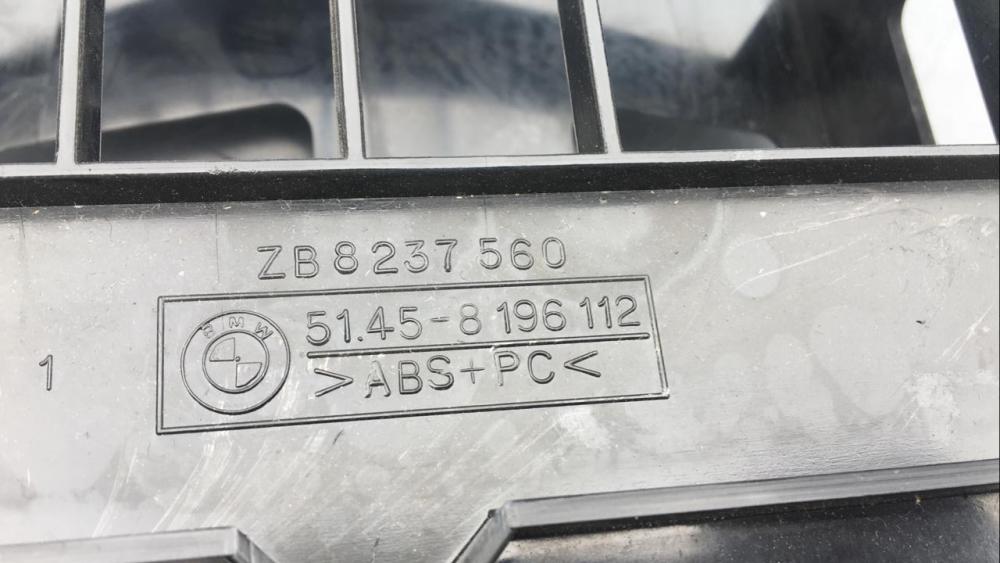 ZB 8 237 560
BMW
51.45-8 196 112
1
>ABS+PC<